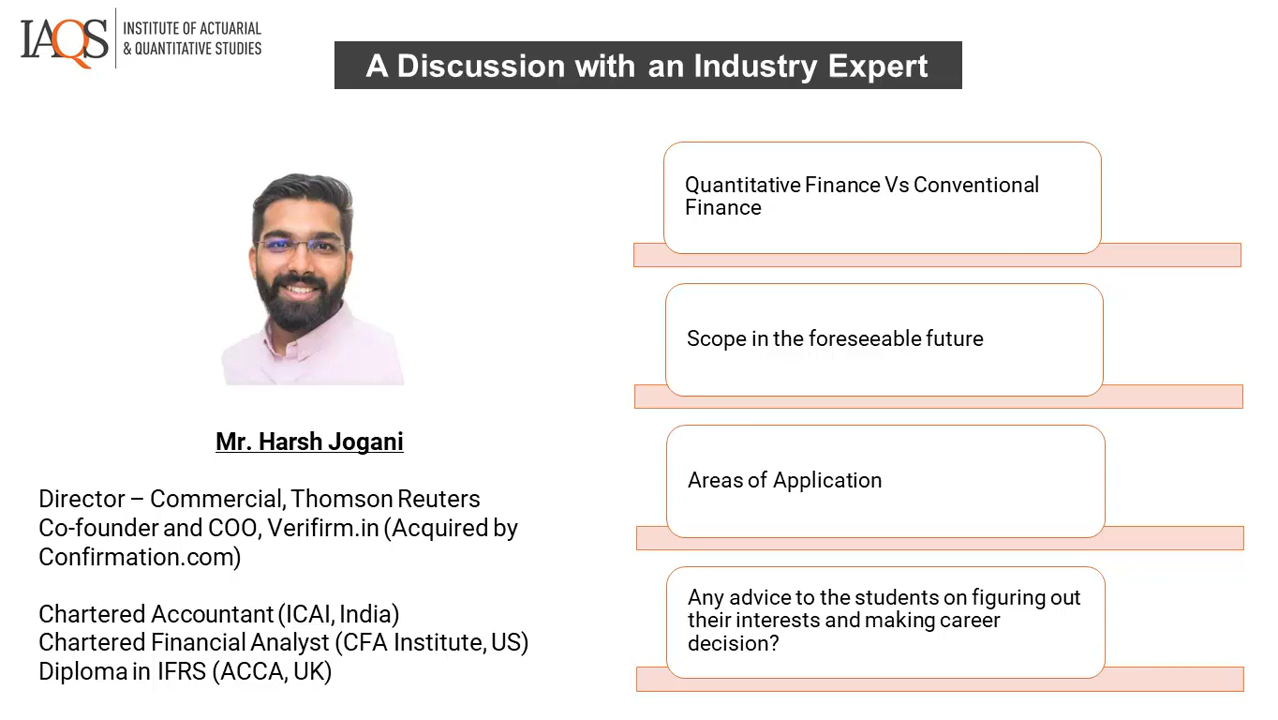 IAQS
INSTITUTE OF ACTUARIAL
& QUANTITATIVE STUDIES
A Discussion with an Industry Expert
Mr. Harsh Jogani
Director – Commercial, Thomson Reuters
Co-founder and COO, Verifirm.in (Acquired by
Confirmation.com)
Chartered Accountant (ICAI, India)
Chartered Financial Analyst (CFA Institute, US)
Diploma in IFRS (ACCA, UK)
Quantitative Finance Vs Conventional
Finance
Scope in the foreseeable future
Areas of Application
Any advice to the students on figuring out
their interests and making career
decision?